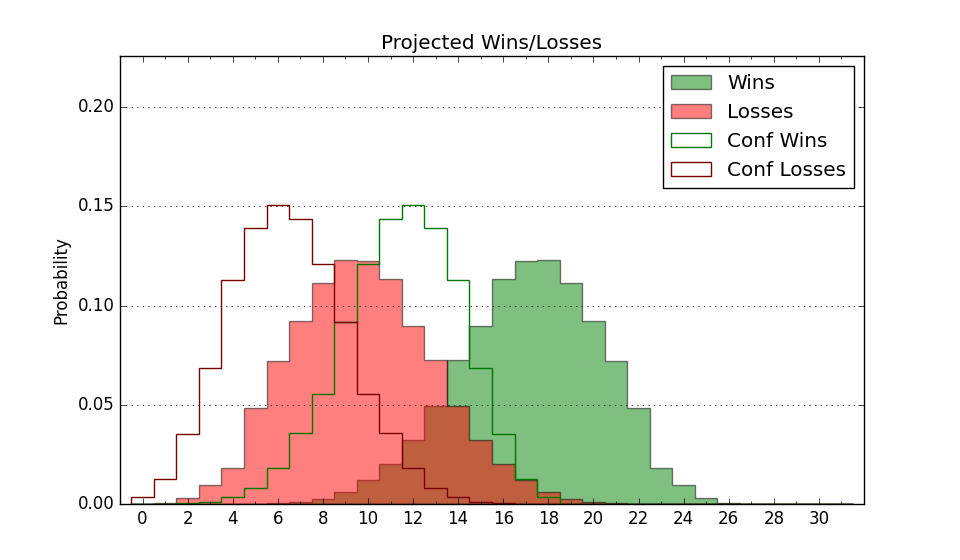 Projected Wins/Losses
Wins
Losses
Conf Wins
Conf Losses
Probability
0.20
0.15
0.10
0.05
0.00
0 2 4 6 8 10 12 14 16 18 20 22 24 26 28 30